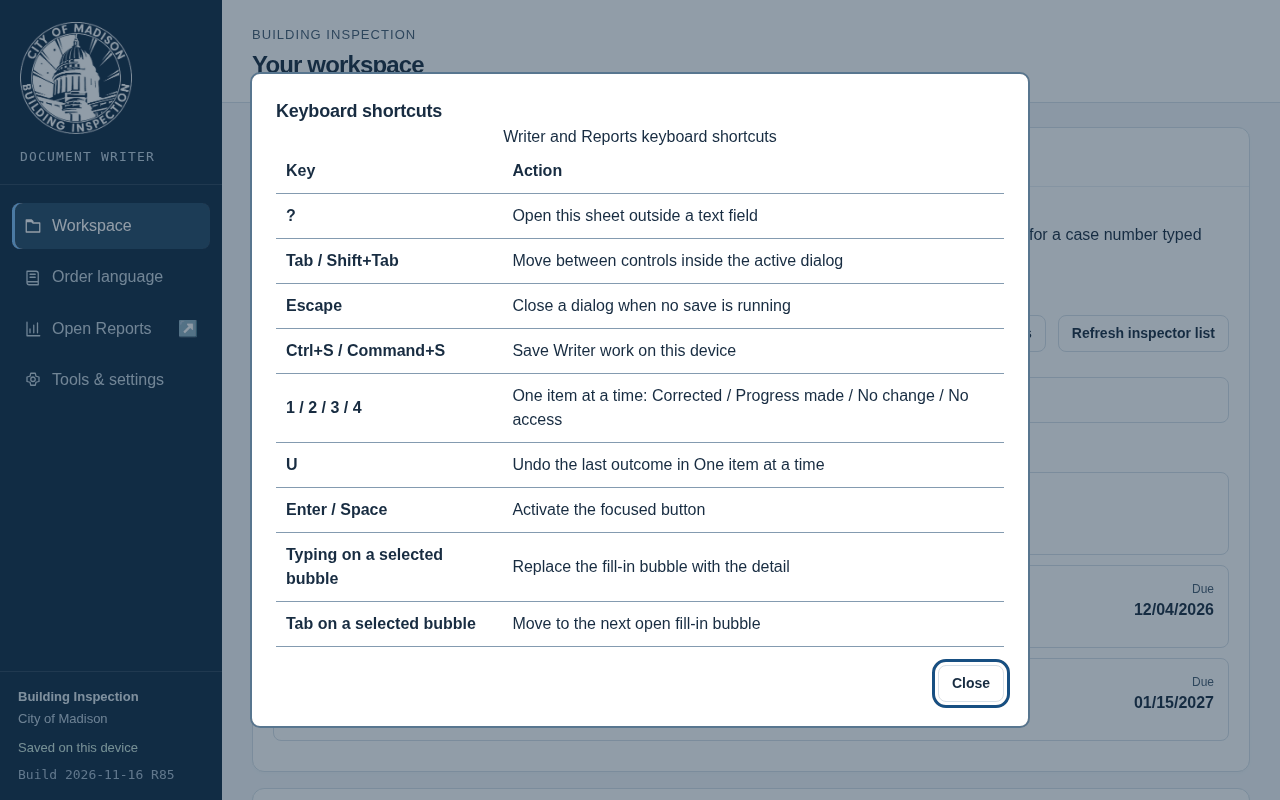 CITY OF MADISON
BUILDING INSPECTION
DOCUMENT WRITER
Workspace
Order language
Open Reports
Tools & settings
Building Inspection
City of Madison
Saved on this device
Build 2026-11-16 R85
BUILDING INSPECTION
Your workspace
for a case number typed
Refresh inspector list
Due
12/04/2026
Due
01/15/2027
Keyboard shortcuts
Writer and Reports keyboard shortcuts
Key Action
? Open this sheet outside a text field
Tab / Shift+Tab Move between controls inside the active dialog
Escape Close a dialog when no save is running
Ctrl+S / Command+S Save Writer work on this device
1 / 2 / 3 / 4 One item at a time: Corrected / Progress made / No change / No
access
U Undo the last outcome in One item at a time
Enter / Space Activate the focused button
Typing on a selected
bubble Replace the fill-in bubble with the detail
Tab on a selected bubble Move to the next open fill-in bubble
Close